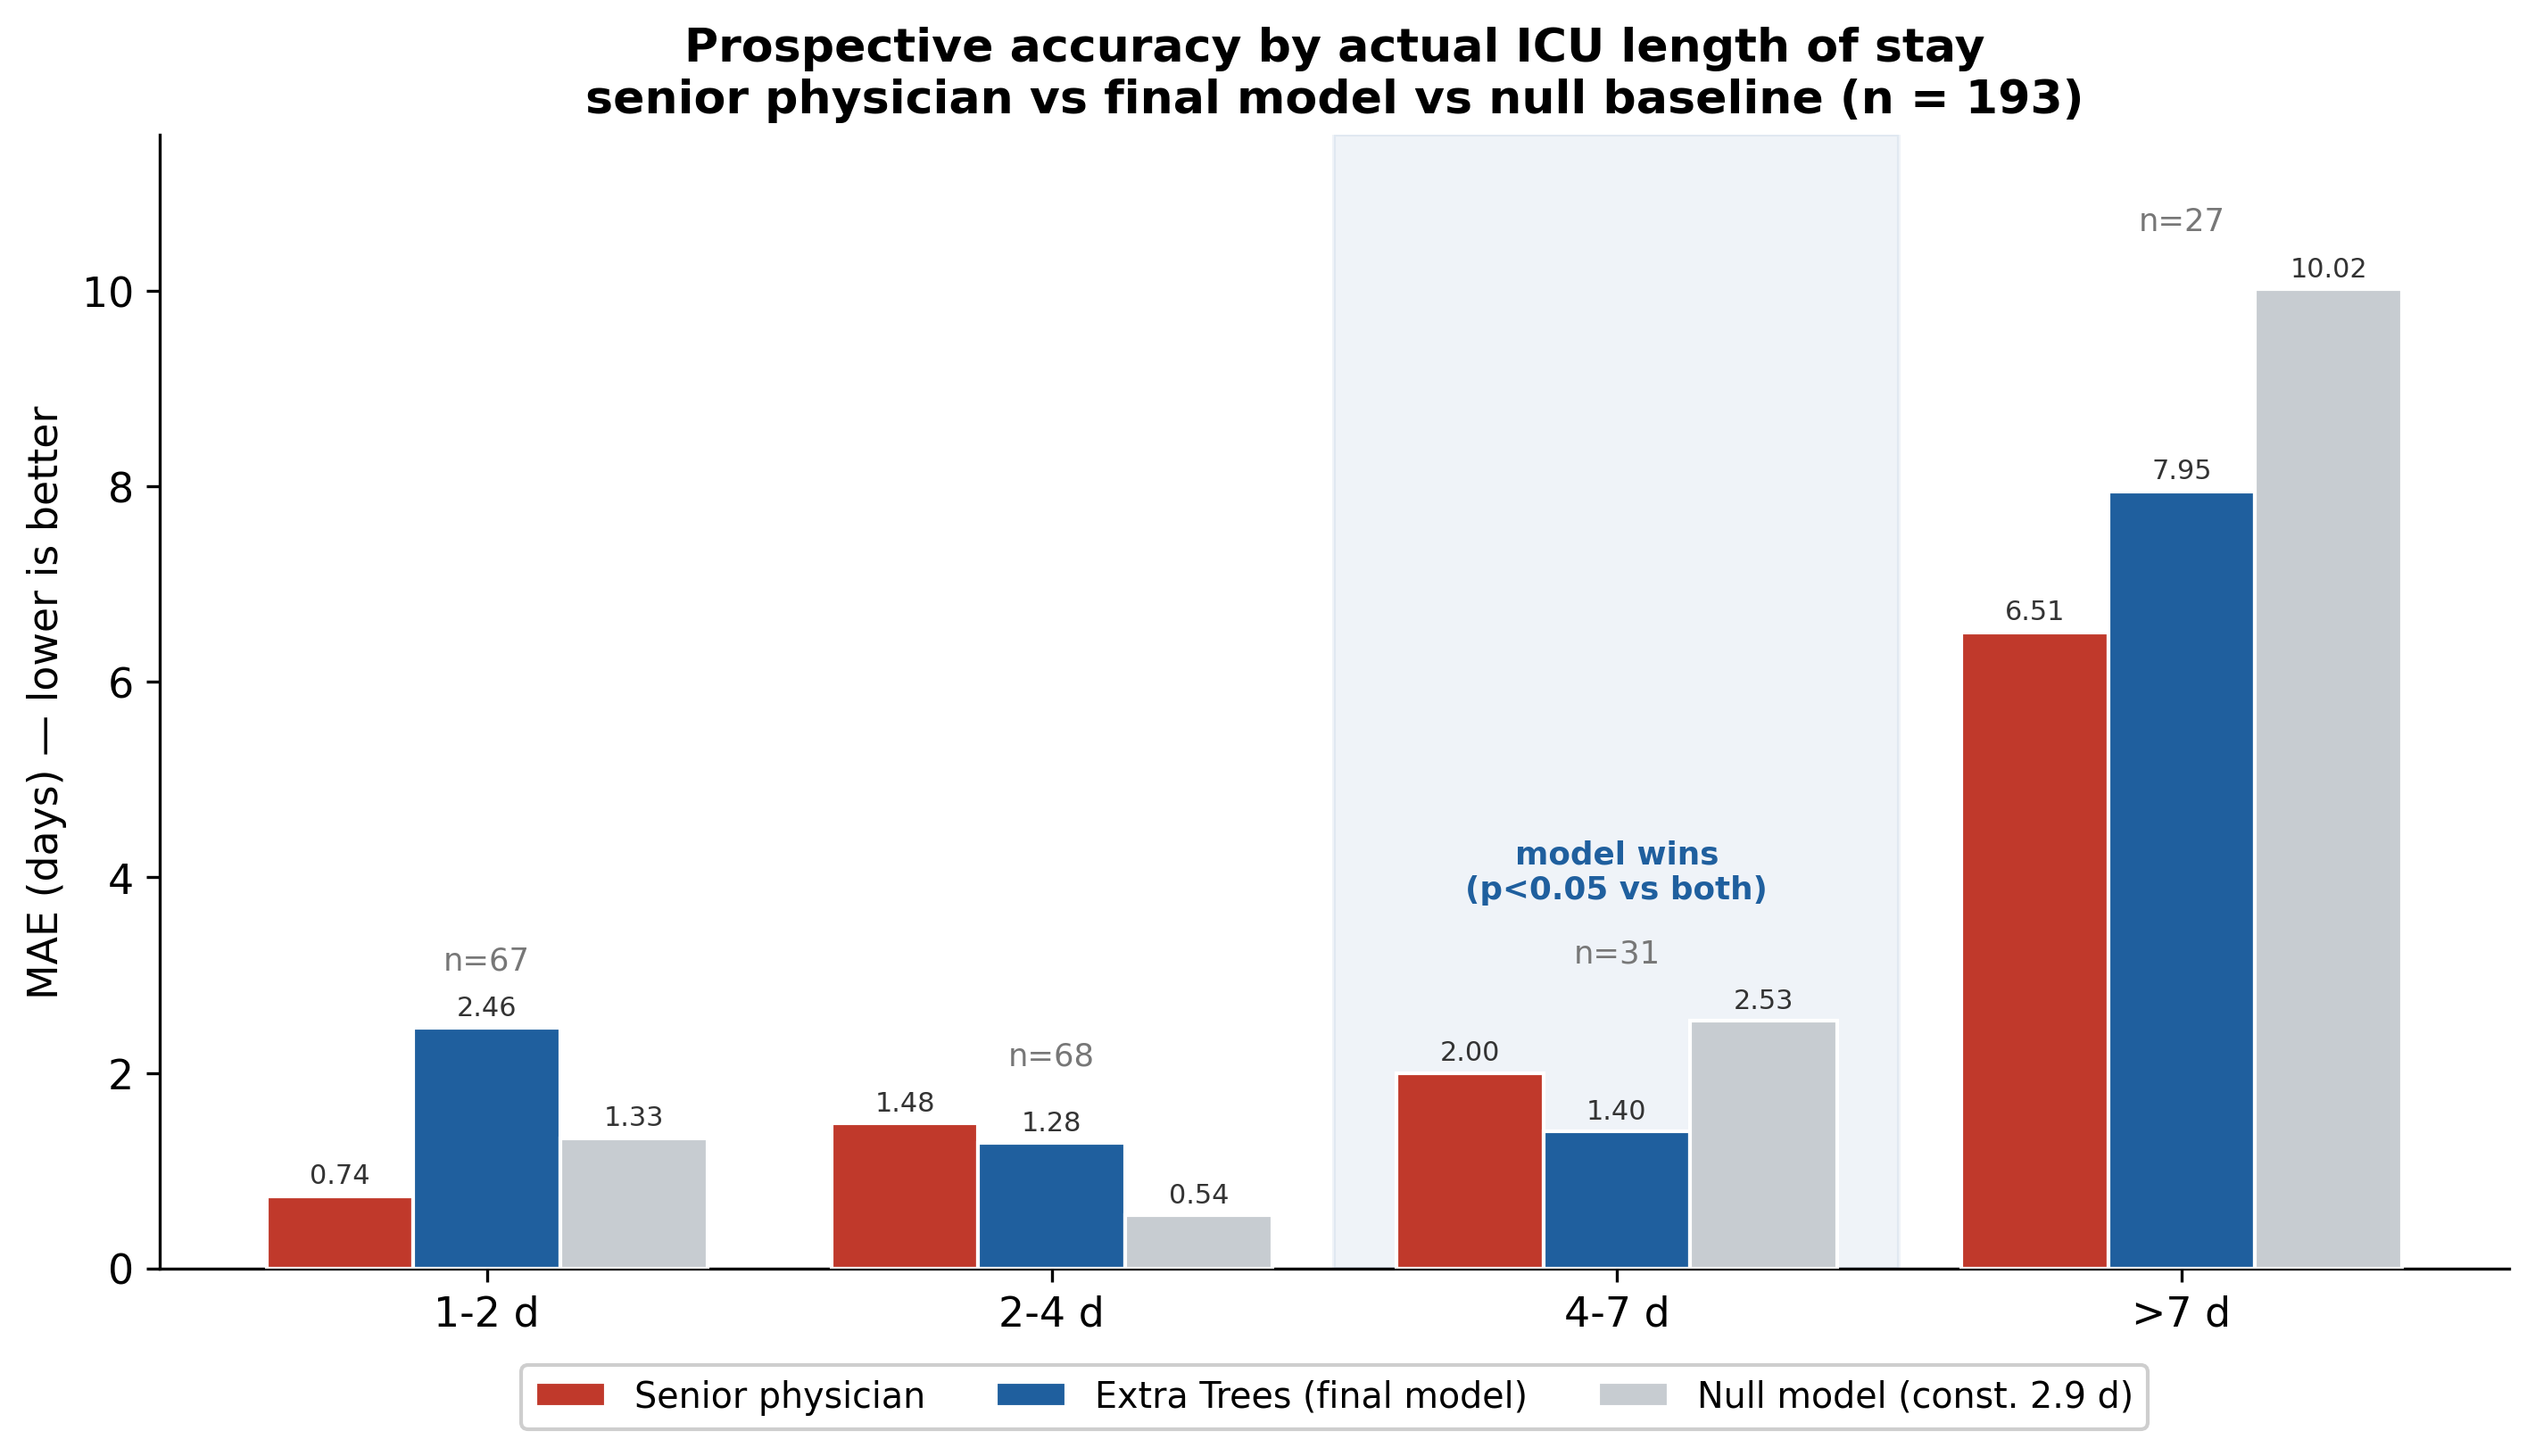 Prospective accuracy by actual ICU length of stay
senior physician vs final model vs null baseline (n = 193)
MAE (days) — lower is better
10
8
6
4
2
0
n=67
0.74
2.46
1.33
n=68
1.48
1.28
0.54
model wins
(p<0.05 vs both)
n=31
2.00
1.40
2.53
n=27
6.51
7.95
10.02
1-2 d
2-4 d
4-7 d
>7 d
Senior physician
Extra Trees (final model)
Null model (const. 2.9 d)